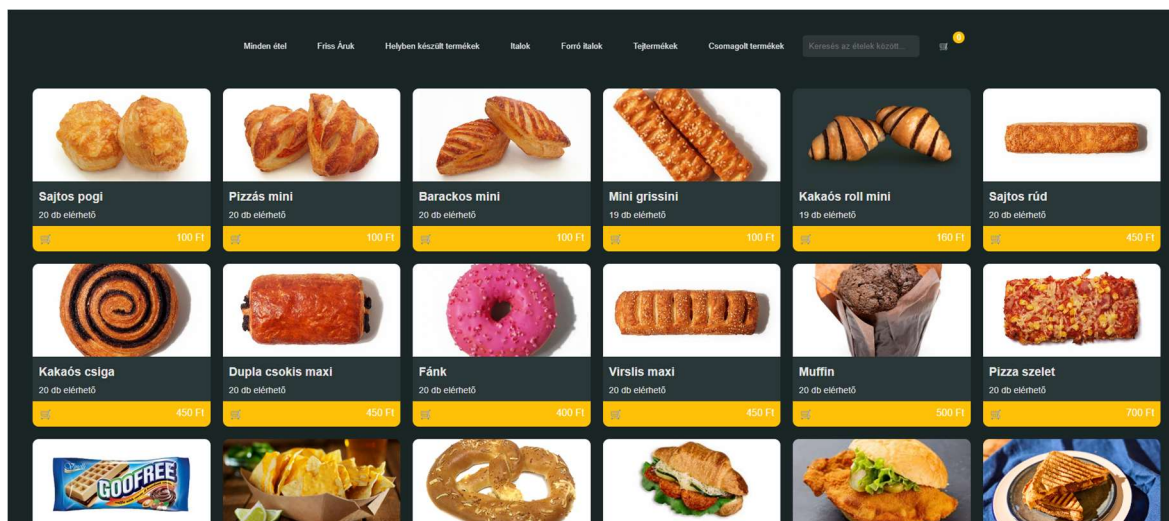 Minden étel Friss Áruk Helyben készült termékek Italok Forró italok Tejtermékek Csomagolt termékek Keresés az ételek között... 0
Sajtos pogi Pizzás mini Barackos mini Mini grissini Kakaós roll mini Sajtos rúd
20 db elérhető 20 db elérhető 20 db elérhető 19 db elérhető 19 db elérhető 20 db elérhető
100 Ft 100 Ft 100 Ft 100 Ft 160 Ft 450 Ft
Kakaós csiga Dupla csokis maxi Fánk Virslis maxi Muffin Pizza szelet
20 db elérhető 20 db elérhető 20 db elérhető 20 db elérhető 20 db elérhető 20 db elérhető
450 Ft 450 Ft 400 Ft 450 Ft 500 Ft 700 Ft
GOOFREE